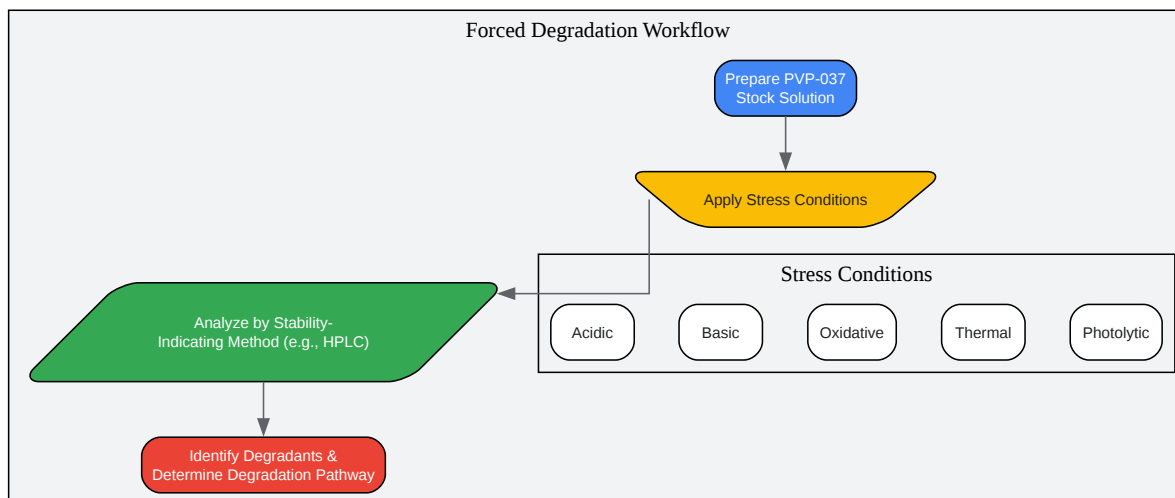 Forced Degradation Workflow
Prepare PVP-037
Stock Solution
Apply Stress Conditions
Stress Conditions
Acidic
Basic
Oxidative
Thermal
Photolytic
Analyze by Stability-
Indicating Method (e.g., HPLC)
Identify Degradants &
Determine Degradation Pathway